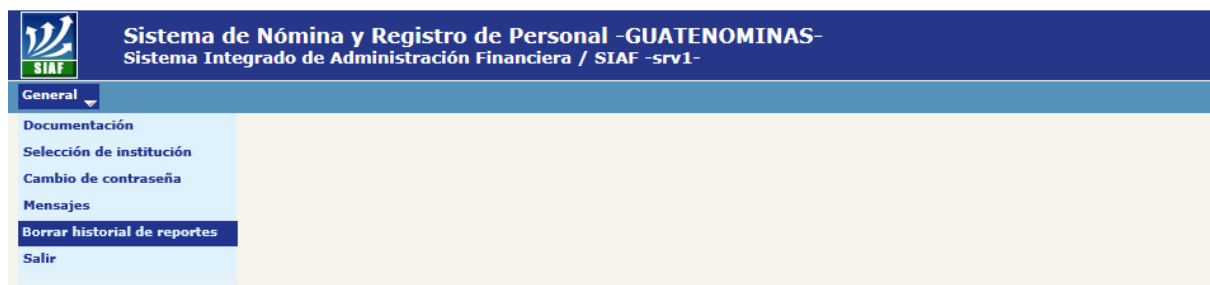 SIAF
Sistema de Nómina y Registro de Personal -GUATENOMINAS-
Sistema Integrado de Administración Financiera / SIAF -srv1-
General
Documentación
Selección de institución
Cambio de contraseña
Mensajes
Borrar historial de reportes
Salir